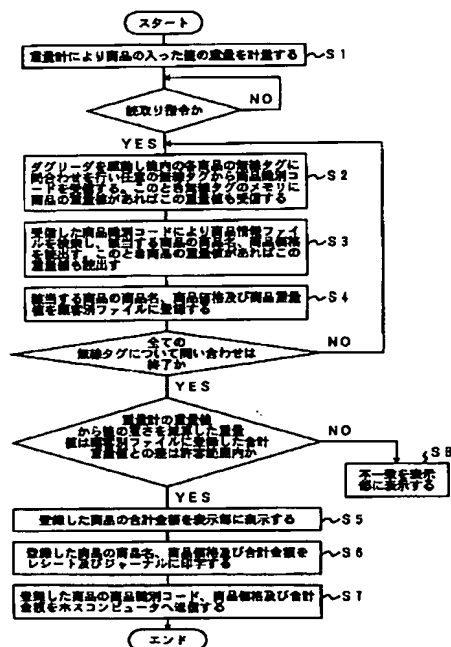 スタート
重量計により商品の入った籠の重量を計量する
S1
読取り指令か
NO
YES
タグリーダを駆動し籠内の各商品の無線タグに
問合わせを行い任意の無線タグから商品識別コ
ードを受信する、このとき無線タグのメモリに
商品の重量値があればこの重量値も受信する
S2
受信した商品識別コードにより商品情報ファイ
ルを検索し、該当する商品の商品名、商品価格
を読出す、このとき商品の重量値があればこの
重量値も読出す
S3
該当する商品の商品名、商品価格及び商品重量
値を顧客別ファイルに登録する
S4
全ての
無線タグについて問い合わせは
終了か
NO
YES
重量計の重量値
から籠の重さを減算した重量
値は顧客別ファイルに登録した合計
重量値との差は許容範囲内か
NO
S8
不一致を表示
部に表示する
YES
登録した商品の合計金額を表示部に表示する
S5
登録した商品の商品名、商品価格及び合計金額を
レシート及びジャーナルに印字する
S6
登録した商品の商品識別コード、商品価格及び合計
金額をホスコンピュータへ送信する
S7
エンド